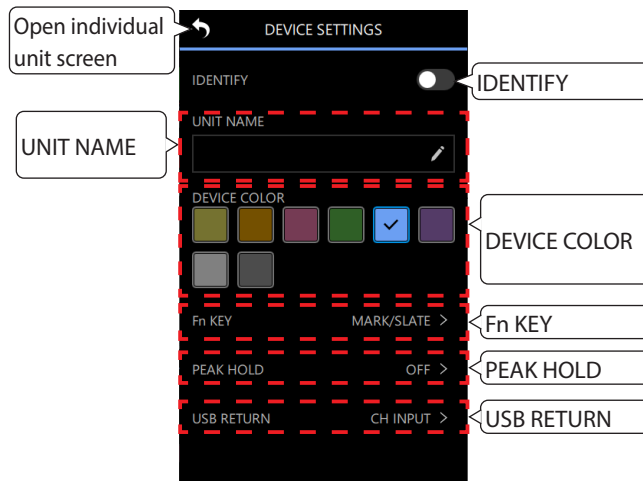 Open individual
unit screen
DEVICE SETTINGS
IDENTIFY
IDENTIFY
UNIT NAME
UNIT NAME
DEVICE COLOR
DEVICE COLOR
Fn KEY
MARK/SLATE >
Fn KEY
PEAK HOLD
OFF >
PEAK HOLD
USB RETURN
CH INPUT >
USB RETURN